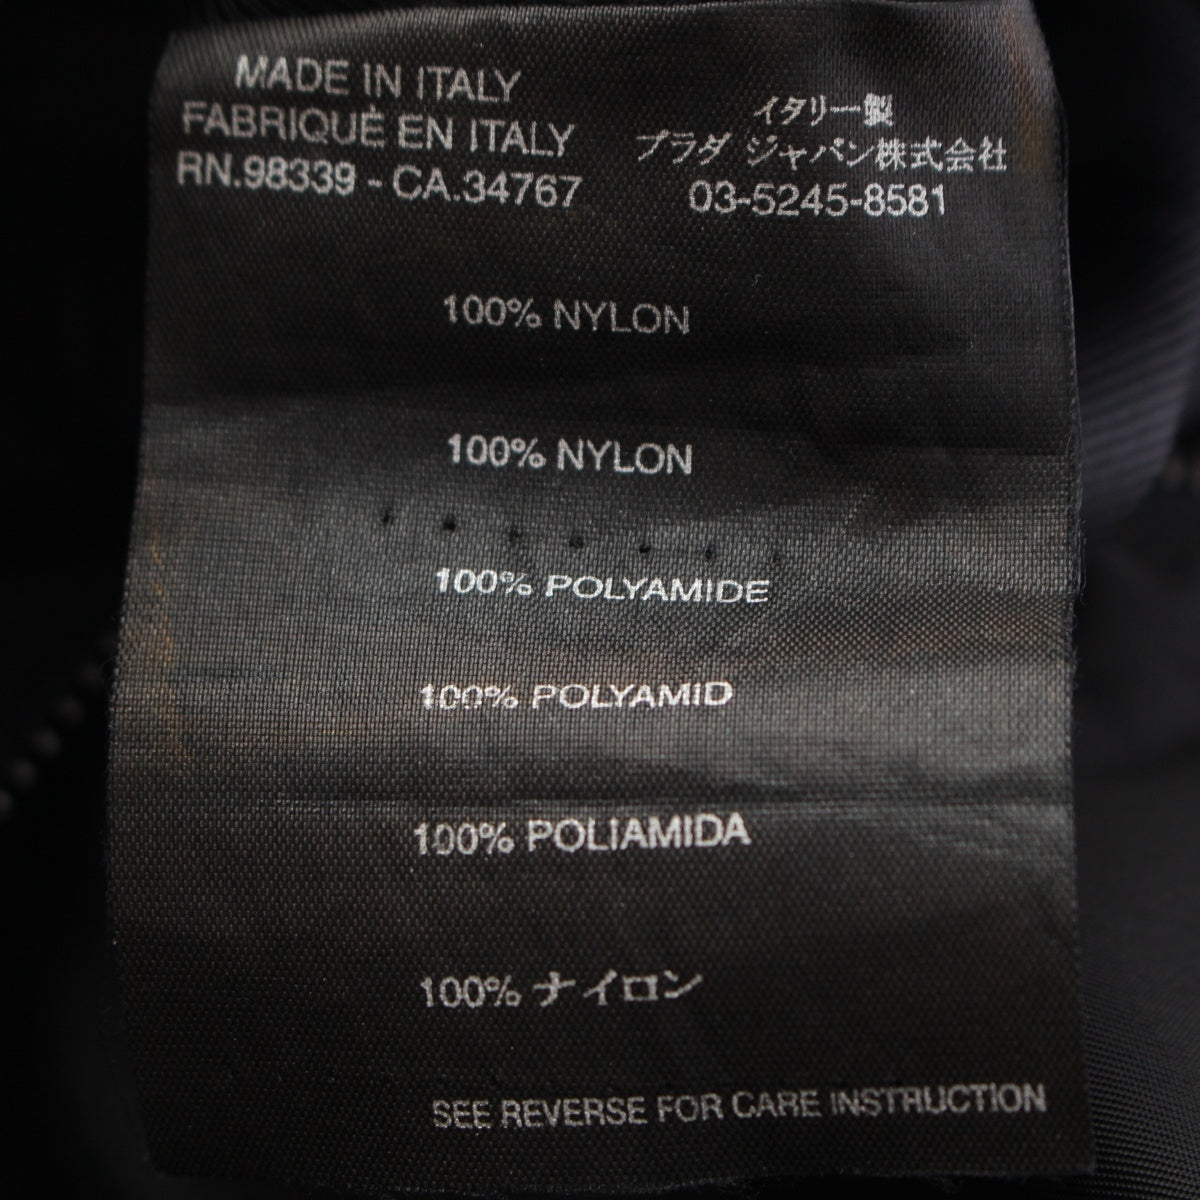 MADE IN ITALY
FABRIQUÉ EN ITALY
RN.98339 - CA.34767
イタリー製
プラダ ジャパン株式会社
03-5245-8581
100% NYLON
100% NYLON
100% POLYAMIDE
100% POLYAMID
100% POLIAMIDA
100% ナイロン
SEE REVERSE FOR CARE INSTRUCTION